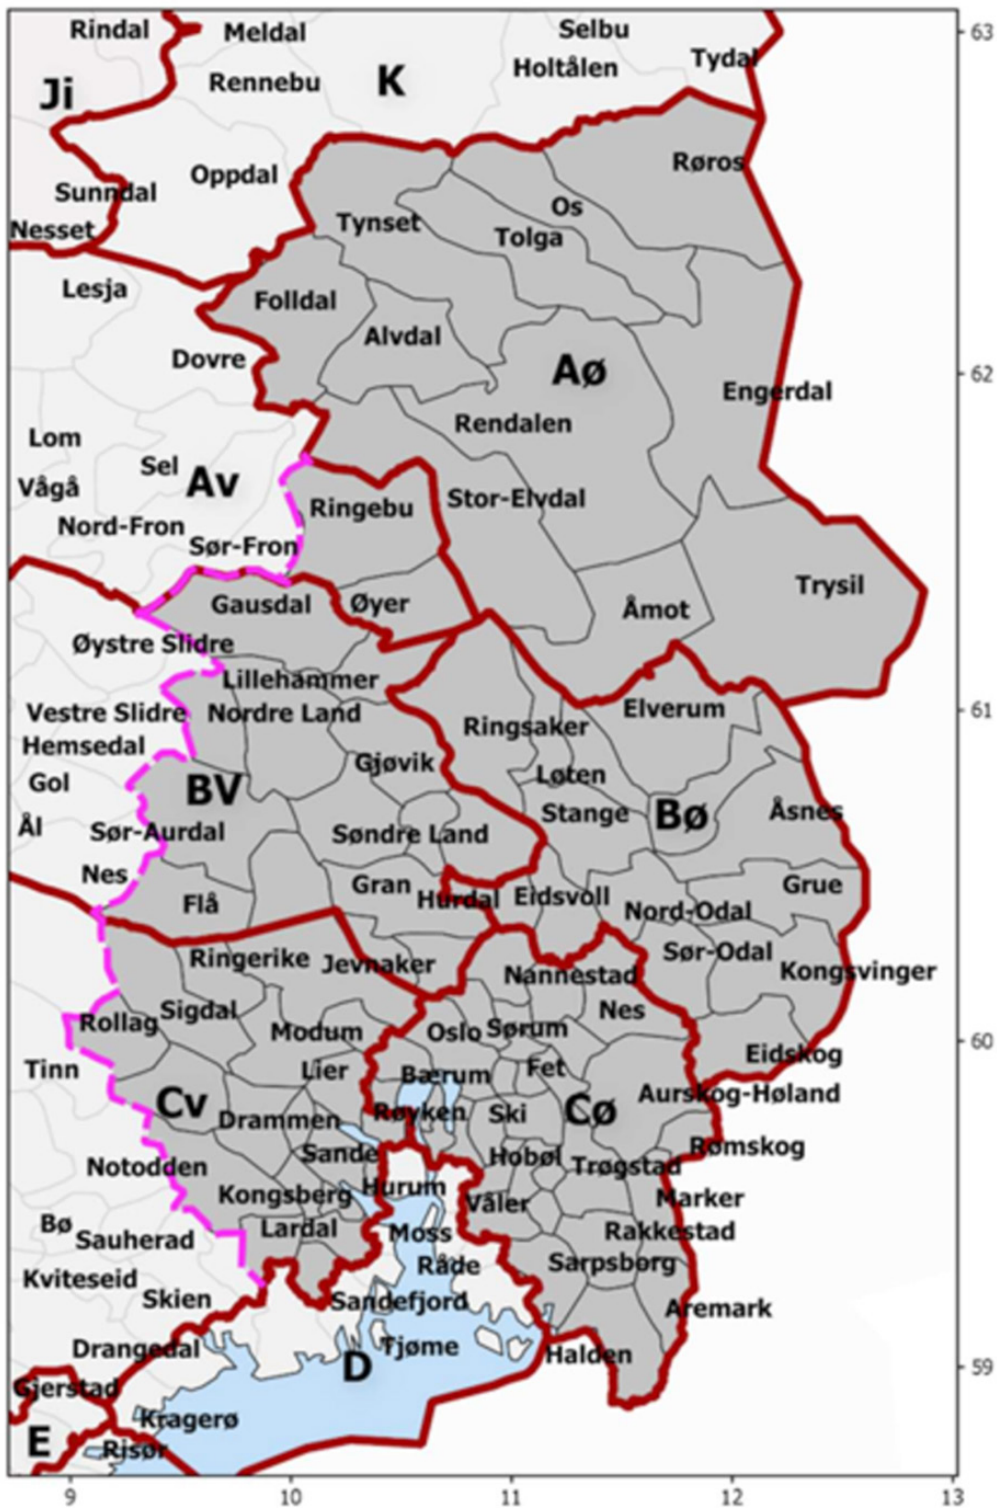 Rindal
Meldal
Selbu
63
Rennebu
K
Holtålen
Tydal
Ji
Oppdal
Røros
Sunndal
Os
Nesset
Tynset
Tolga
Lesja
Folldal
Alvdal
Dovre
Aø
62
Engerdal
Rendalen
Lom
Sel
Av
Vågå
Stor-Elvdal
Ringebu
Nord-Fron
Sør-Fron
Trysil
Gausdal
Øyer
Åmot
Øystre Slidre
Lillehammer
Vestre Slidre
Nordre Land
Elverum
61
Ringsaker
Hemsedal
Gjøvik
Løten
Gol
BV
Stange
Bø
Åsnes
Ål
Sør-Aurdal
Søndre Land
Nes
Gran
Hurdal
Eidsvoll
Grue
Flå
Nord-Odal
Ringerike
Jevnaker
Sør-Odal
Nannestad
Kongsvinger
Rollag
Sigdal
Modum
Oslo
Sørum
Nes
60
Eidskog
Tinn
Lier
Bærum
Fet
Aurskog-Høland
Cv
Drammen
Røyken
Ski
Cø
Rømskog
Sande
Hobøl
Trøgstad
Notodden
Kongsberg
Hurum
Våler
Marker
Bø
Sauherad
Lardal
Moss
Rakkestad
Kviteseid
Råde
Sarpsborg
Skien
Sandefjord
Aremark
Drangedal
D
Tjøme
Halden
59
Gjerstad
Kragerø
E
Risør
9
10
11
12
13